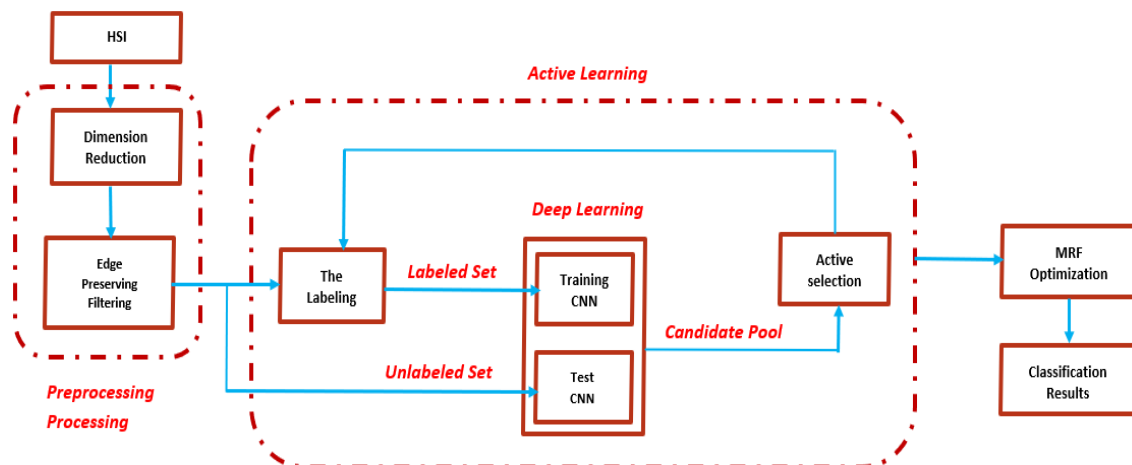 HSI
Dimension
Reduction
Edge
Preserving
Filtering
Preprocessing
Processing
Active Learning
The
Labeling
Labeled Set
Unlabeled Set
Deep Learning
Training
CNN
Test
CNN
Candidate Pool
Active
selection
MRF
Optimization
Classification
Results